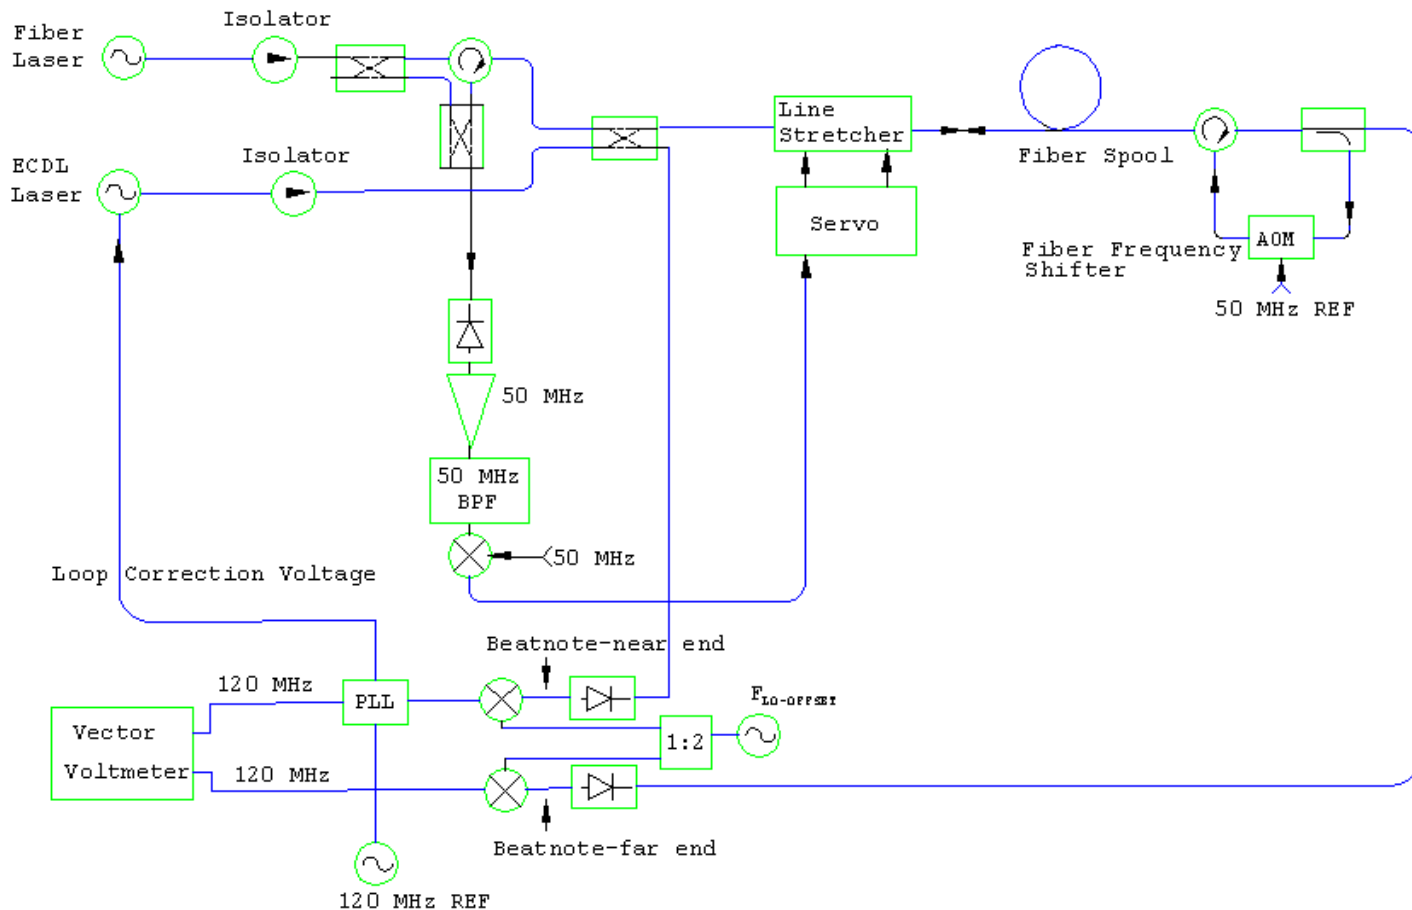 Isolator
Fiber
Laser
Isolator
ECDL
Laser
Line
Stretcher
Fiber Spool
Servo
AOM
Fiber Frequency
Shifter
50 MHz REF
50 MHz
50 MHz
BPF
50 MHz
Loop Correction Voltage
Beatnote-near end
120 MHz
PLL
F LO-OFFSET
Vector
Voltmeter
1:2
120 MHz
Beatnote-far end
120 MHz REF